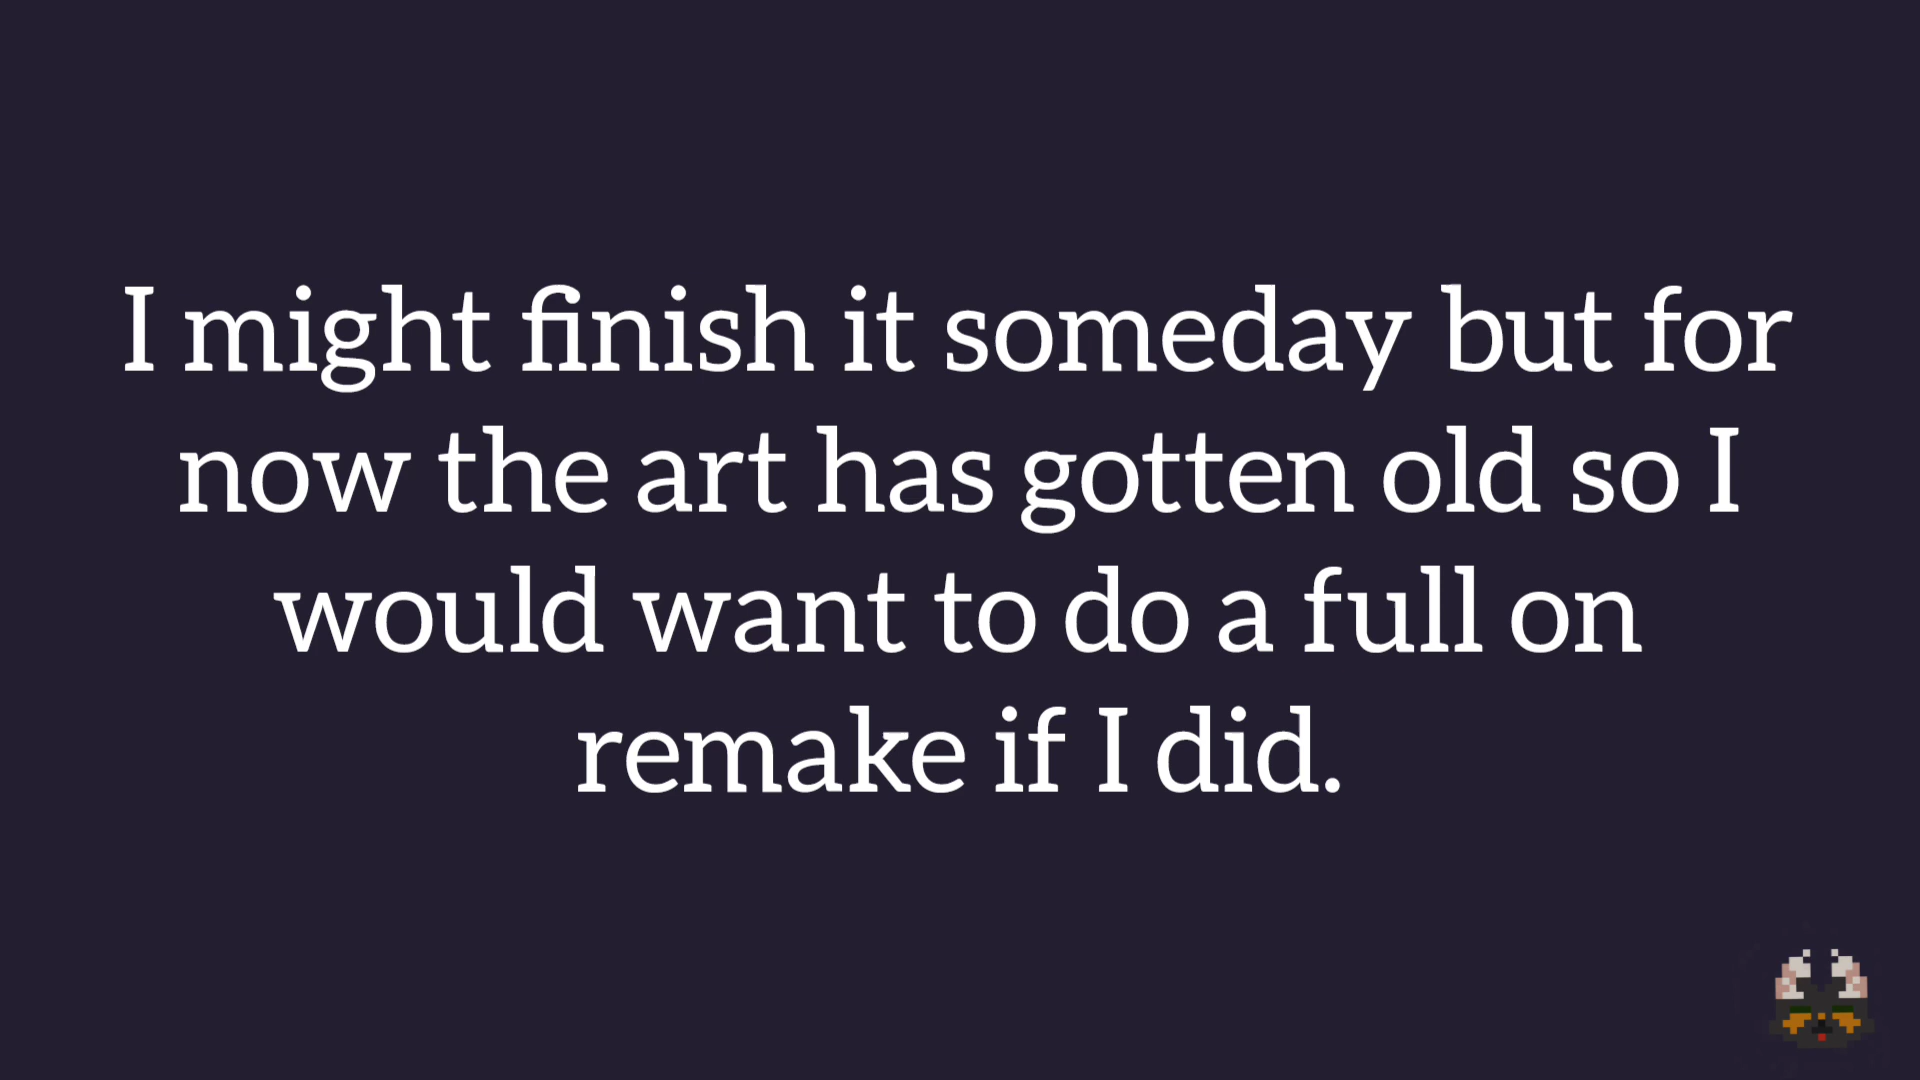 I might finish it someday but for
now the art has gotten old so I
would want to do a full on
remake if I did.